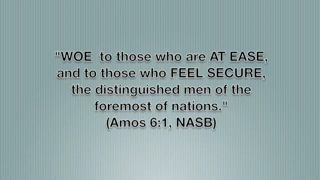 "WOE to those who are AT EASE,
and to those who FEEL SECURE,
the distinguished men of the
foremost of nations."
(Amos 6:1, NASB)